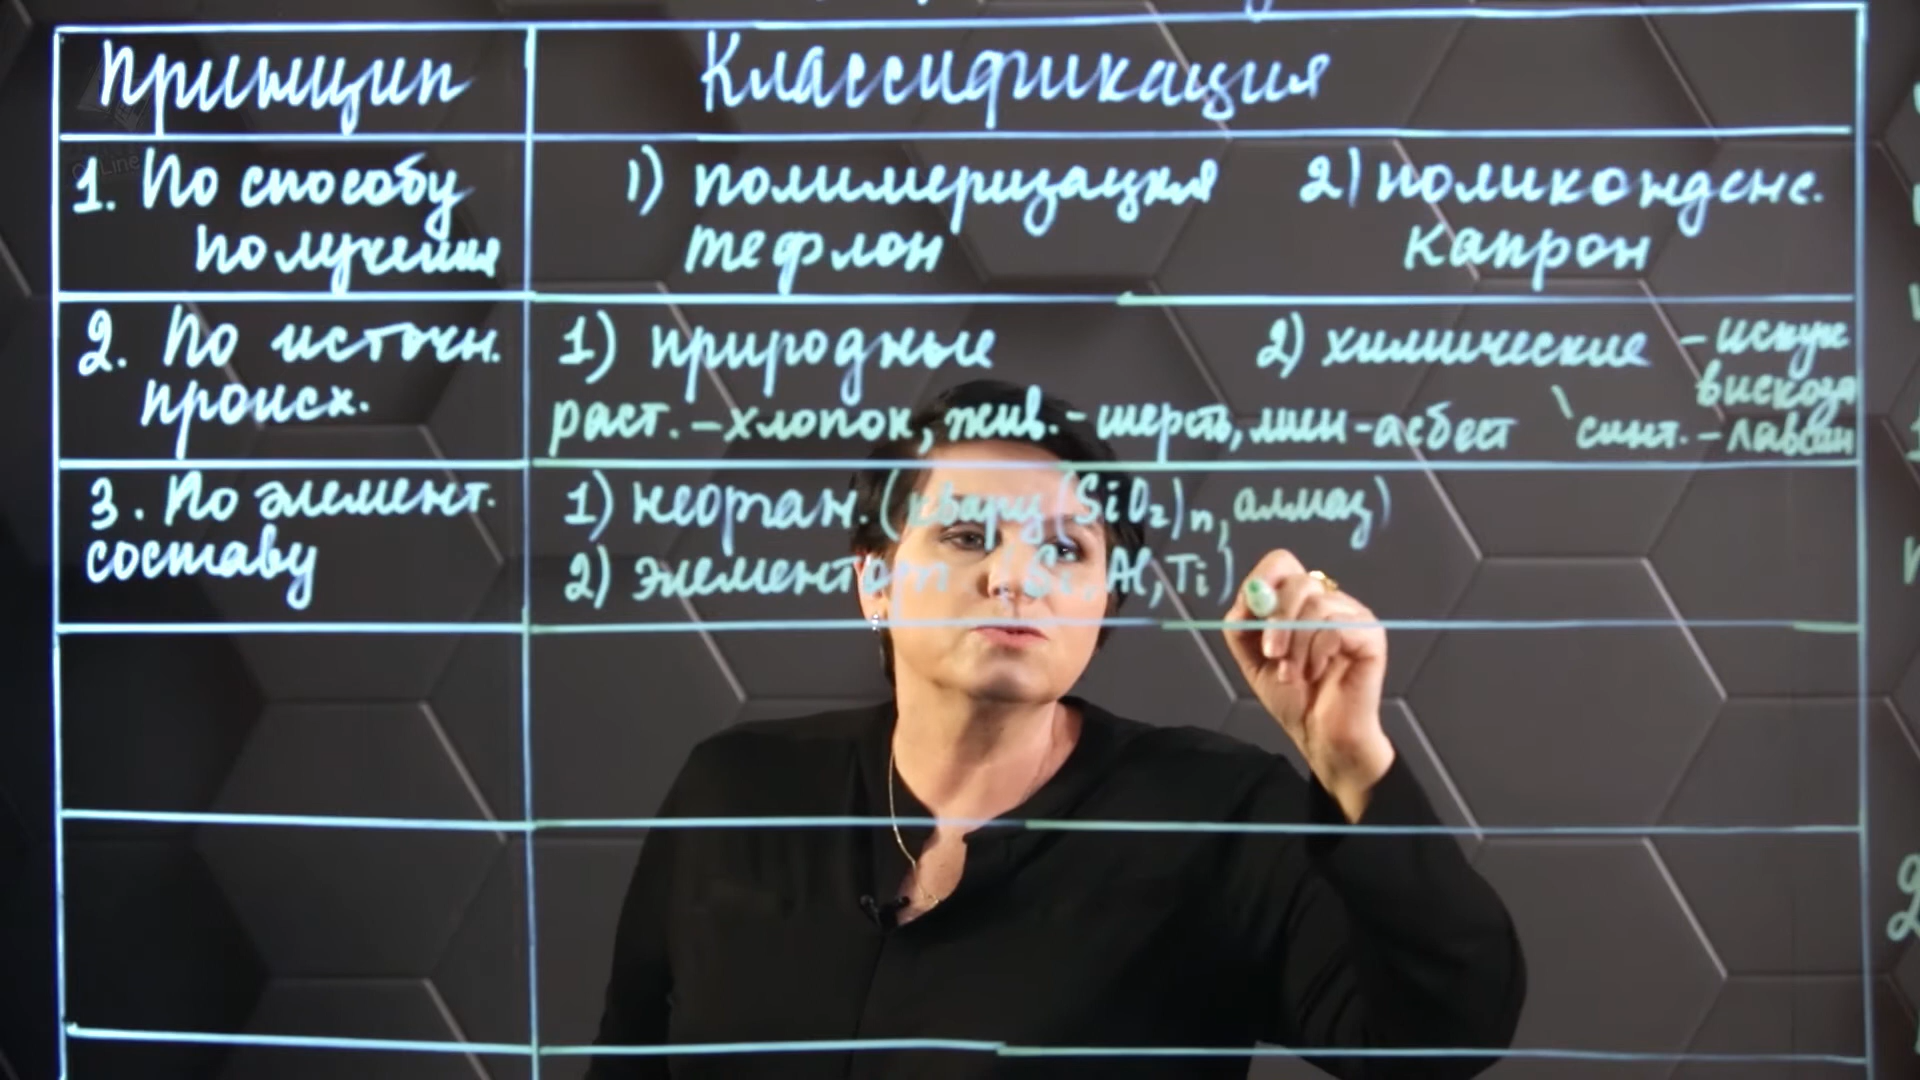 Принцип
Классификация
1. По способу
получения
1) полимеризация
тефлон
2) поликонденс.
капрон
2. По источн.
происх.
1) природные
2) химические – искус
вискоза
раст. – хлопок, жив. – шерсть, мин – асбест
синт. – лавсан
3. По элемент.
составу
1) неорган. (кварц (SiO₂)ₙ, алмаз)
2) элементорг (Si, Al, Ti)
OnLine